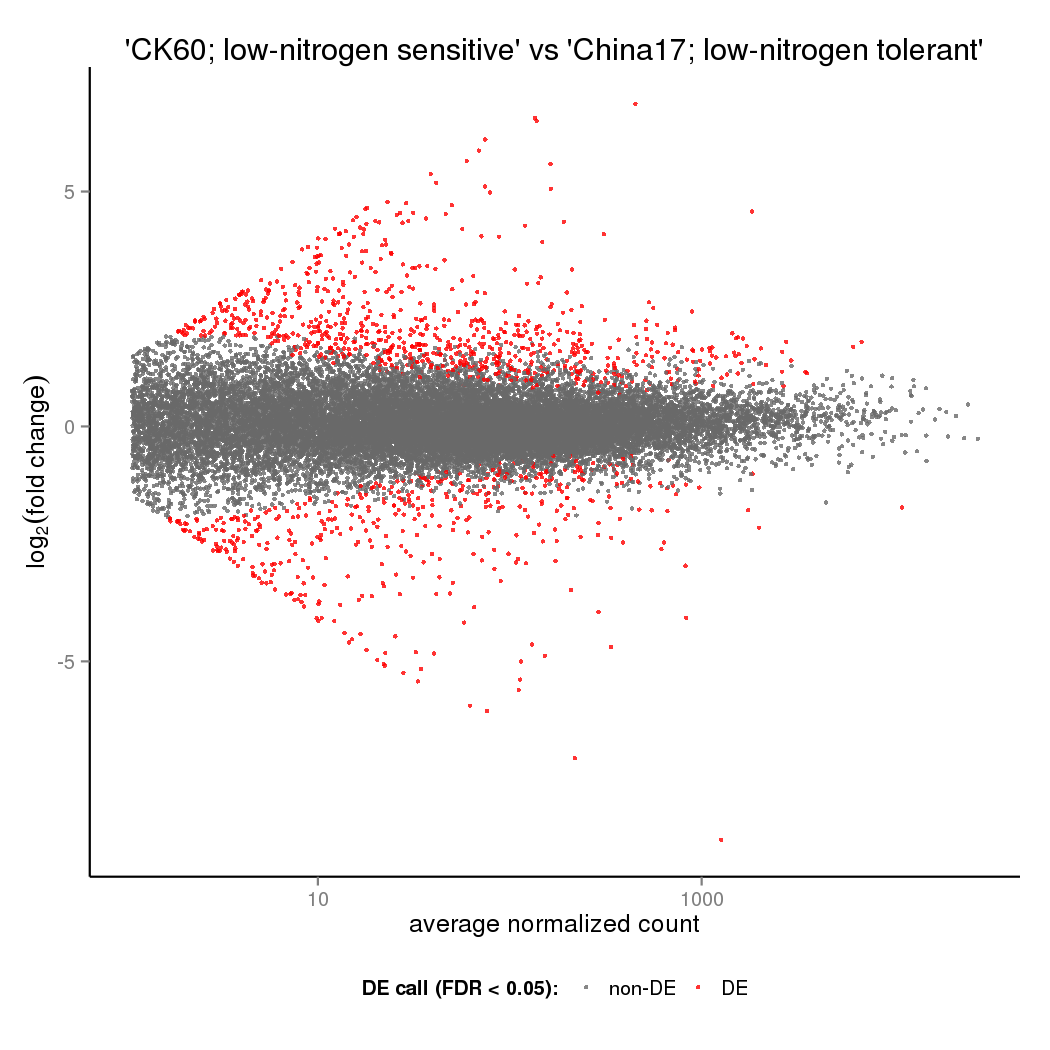 'CK60; low-nitrogen sensitive' vs 'China17; low-nitrogen tolerant'
log₂(fold change)
5
0
-5
10 1000
average normalized count
DE call (FDR < 0.05): non-DE DE